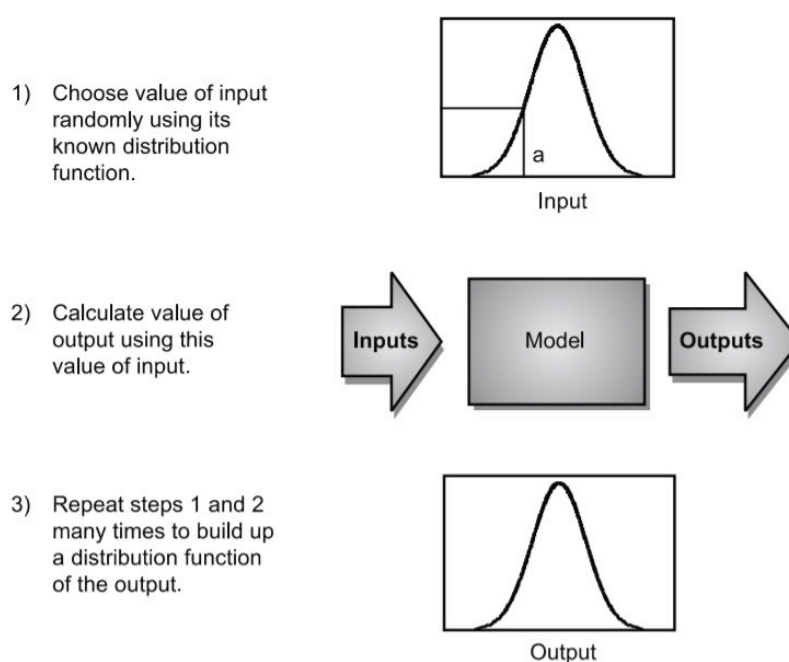 1) Choose value of input
randomly using its
known distribution
function.
a
Input
2) Calculate value of
output using this
value of input.
Inputs
Model
Outputs
3) Repeat steps 1 and 2
many times to build up
a distribution function
of the output.
Output